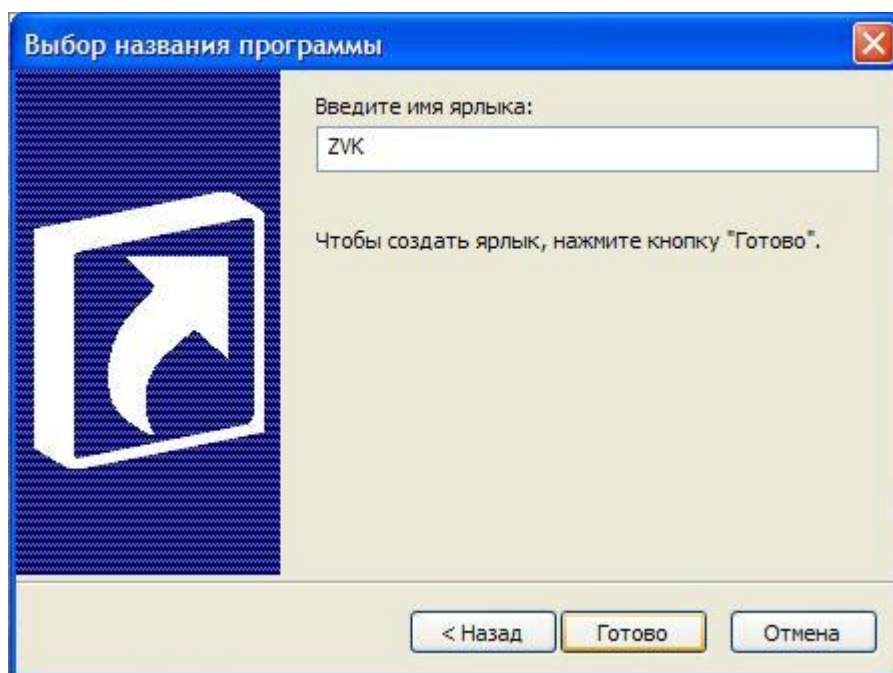 Выбор названия программы
Введите имя ярлыка:
ZVK
Чтобы создать ярлык, нажмите кнопку "Готово".
< Назад
Готово
Отмена